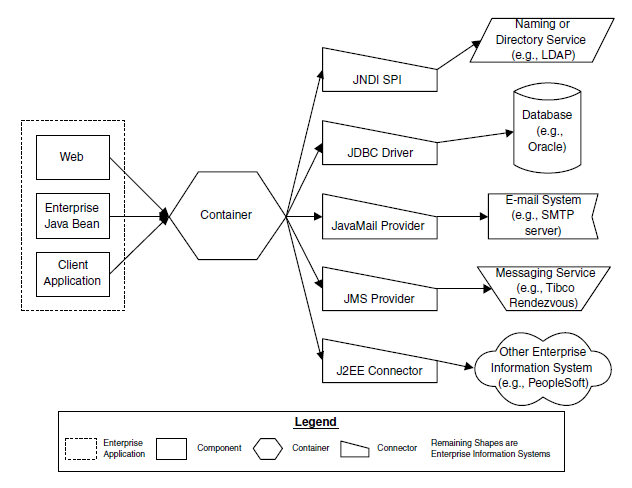 Naming or
Directory Service
(e.g., LDAP)
JNDI SPI
Database
(e.g.,
Oracle)
JDBC Driver
Web
Enterprise
Java Bean
Client
Application
Container
JavaMail Provider
E-mail System
(e.g., SMTP
server)
JMS Provider
Messaging Service
(e.g., Tibco
Rendezvous)
J2EE Connector
Other Enterprise
Information System
(e.g., PeopleSoft)
Legend
Enterprise
Application
Component
Container
Connector
Remaining Shapes are
Enterprise Information Systems